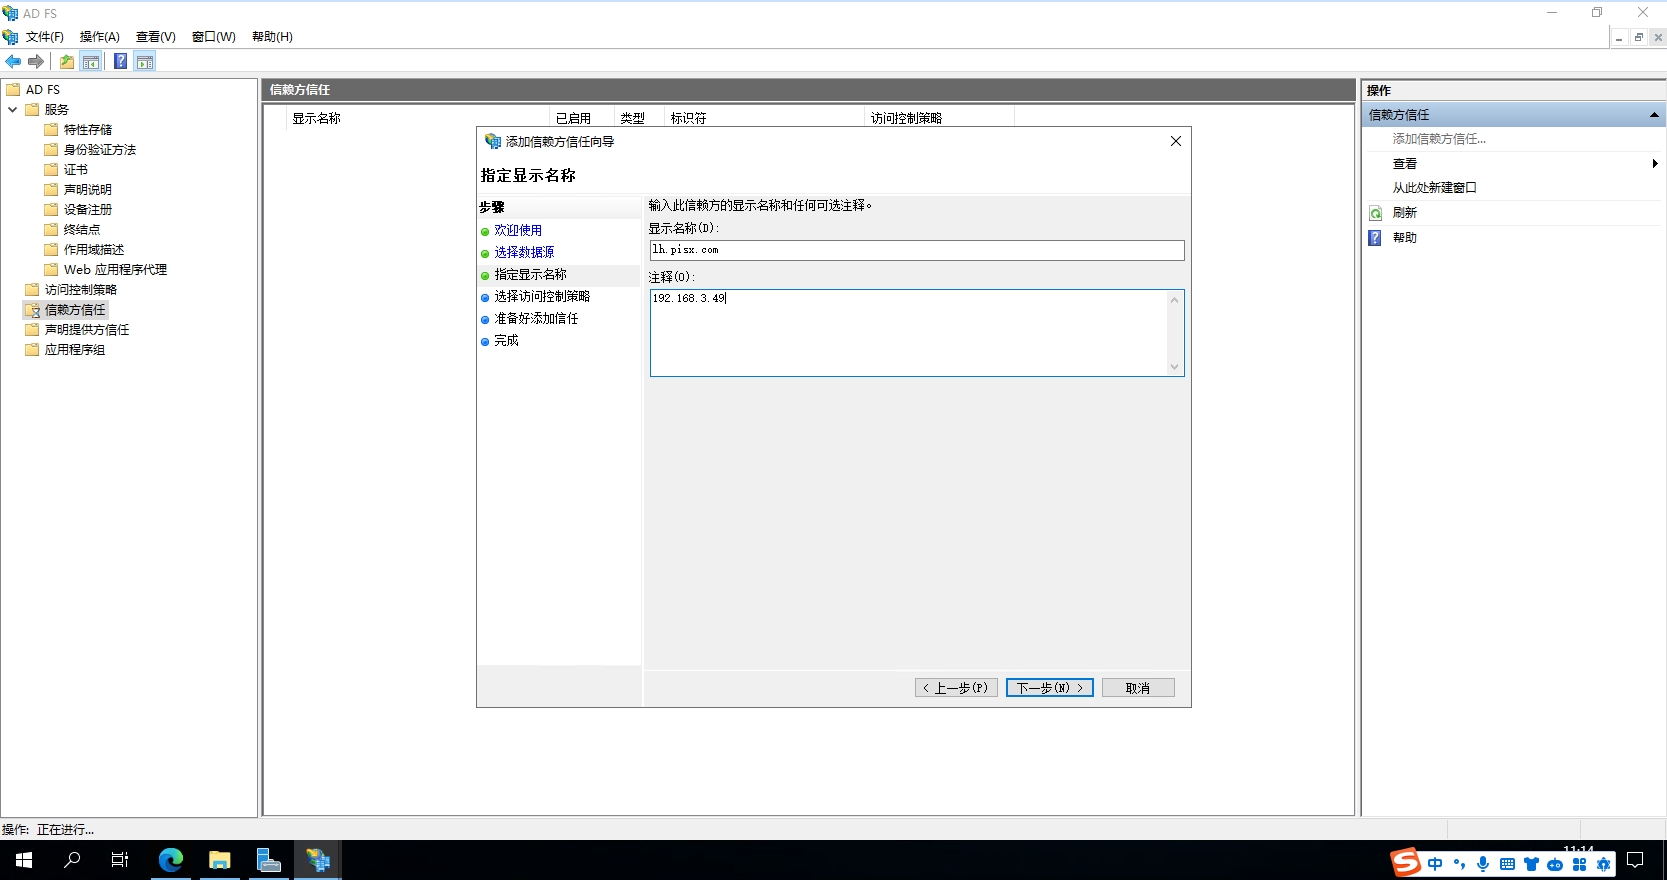 AD FS
文件(F) 操作(A) 查看(V) 窗口(W) 帮助(H)
AD FS
服务
特性存储
身份验证方法
证书
声明说明
设备注册
终结点
作用域描述
Web 应用程序代理
访问控制策略
信赖方信任
声明提供方信任
应用程序组
信赖方信任
显示名称 已启用 类型 标识符 访问控制策略
添加信赖方信任向导
指定显示名称
步骤
欢迎使用
选择数据源
指定显示名称
选择访问控制策略
准备好添加信任
完成
输入此信赖方的显示名称和任何可选注释。
显示名称(D):
lh.pisx.com
注释(O):
192.168.3.49
< 上一步(P) 下一步(N) > 取消
操作
信赖方信任
添加信赖方信任...
查看
从此处新建窗口
刷新
帮助
操作: 正在进行...
11:14
中